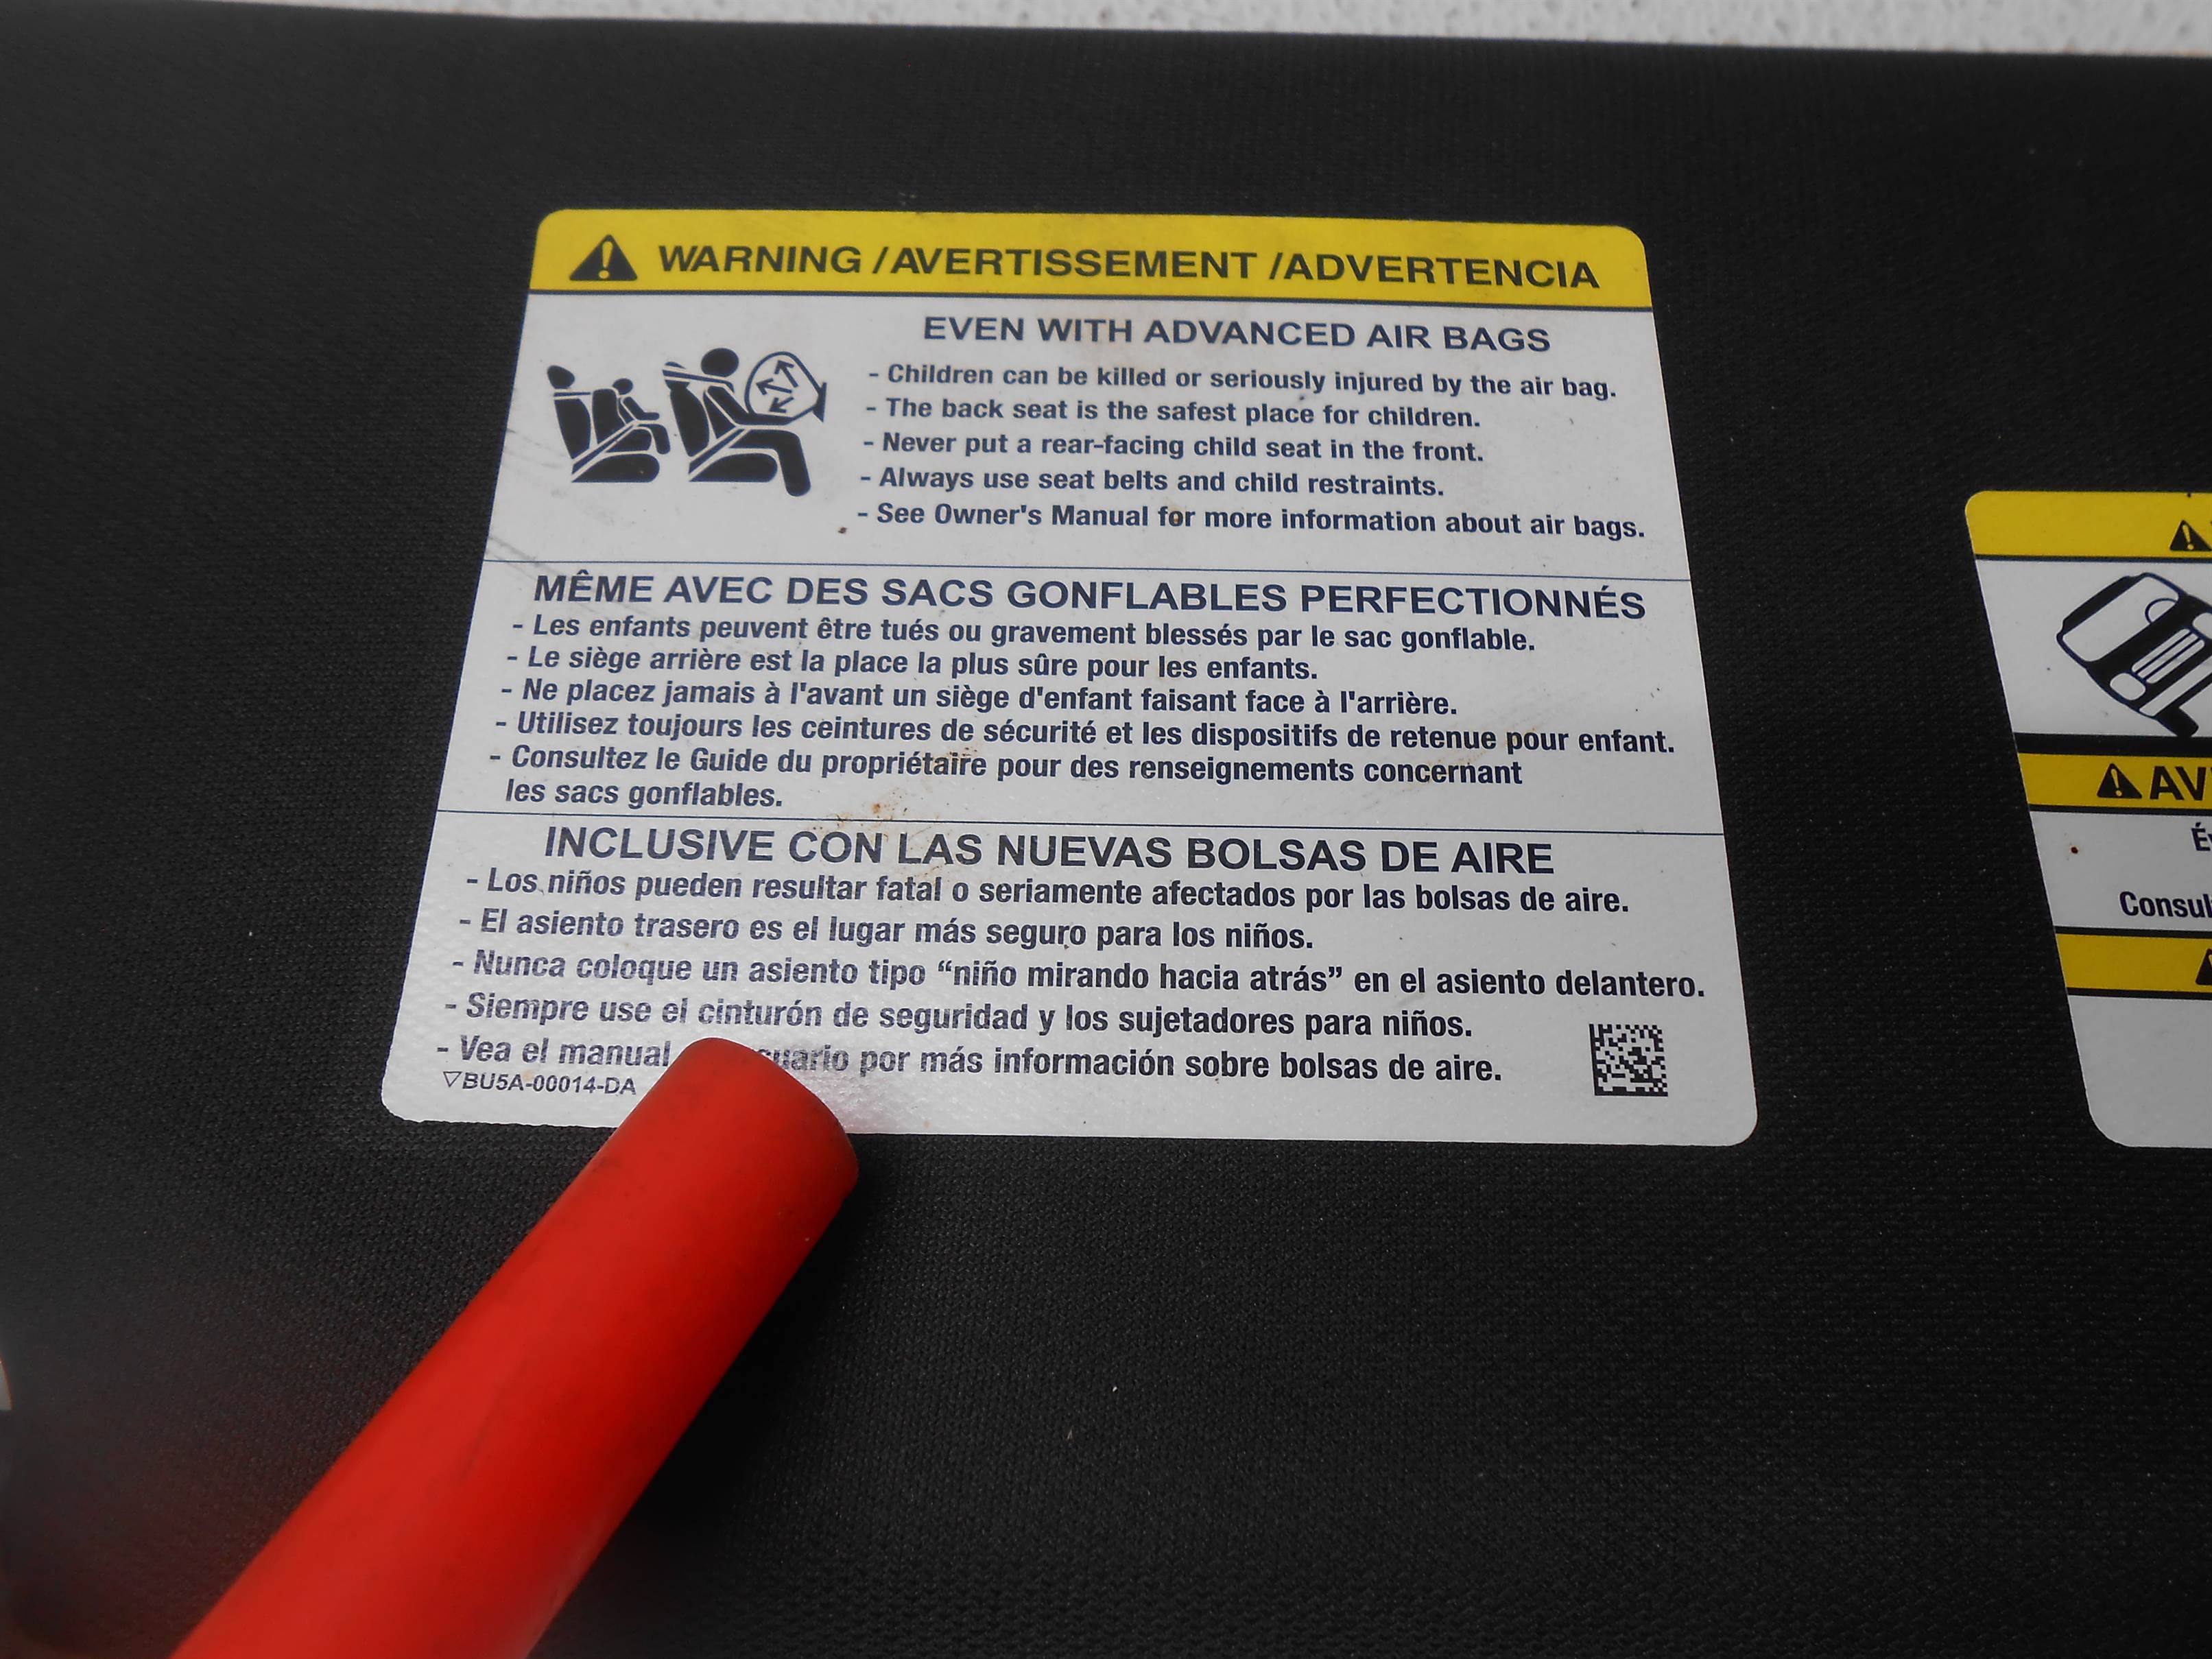 WARNING /AVERTISSEMENT /ADVERTENCIA
EVEN WITH ADVANCED AIR BAGS
- Children can be killed or seriously injured by the air bag.
- The back seat is the safest place for children.
- Never put a rear-facing child seat in the front.
- Always use seat belts and child restraints.
- See Owner's Manual for more information about air bags.
MÊME AVEC DES SACS GONFLABLES PERFECTIONNÉS
- Les enfants peuvent être tués ou gravement blessés par le sac gonflable.
- Le siège arrière est la place la plus sûre pour les enfants.
- Ne placez jamais à l'avant un siège d'enfant faisant face à l'arrière.
- Utilisez toujours les ceintures de sécurité et les dispositifs de retenue pour enfant.
- Consultez le Guide du propriétaire pour des renseignements concernant
les sacs gonflables.
INCLUSIVE CON LAS NUEVAS BOLSAS DE AIRE
- Los niños pueden resultar fatal o seriamente afectados por las bolsas de aire.
- El asiento trasero es el lugar más seguro para los niños.
- Nunca coloque un asiento tipo “niño mirando hacia atrás” en el asiento delantero.
- Siempre use el cinturón de seguridad y los sujetadores para niños.
- Vea el manual por más información sobre bolsas de aire.
BU5A-00014-DA
AV
Consul